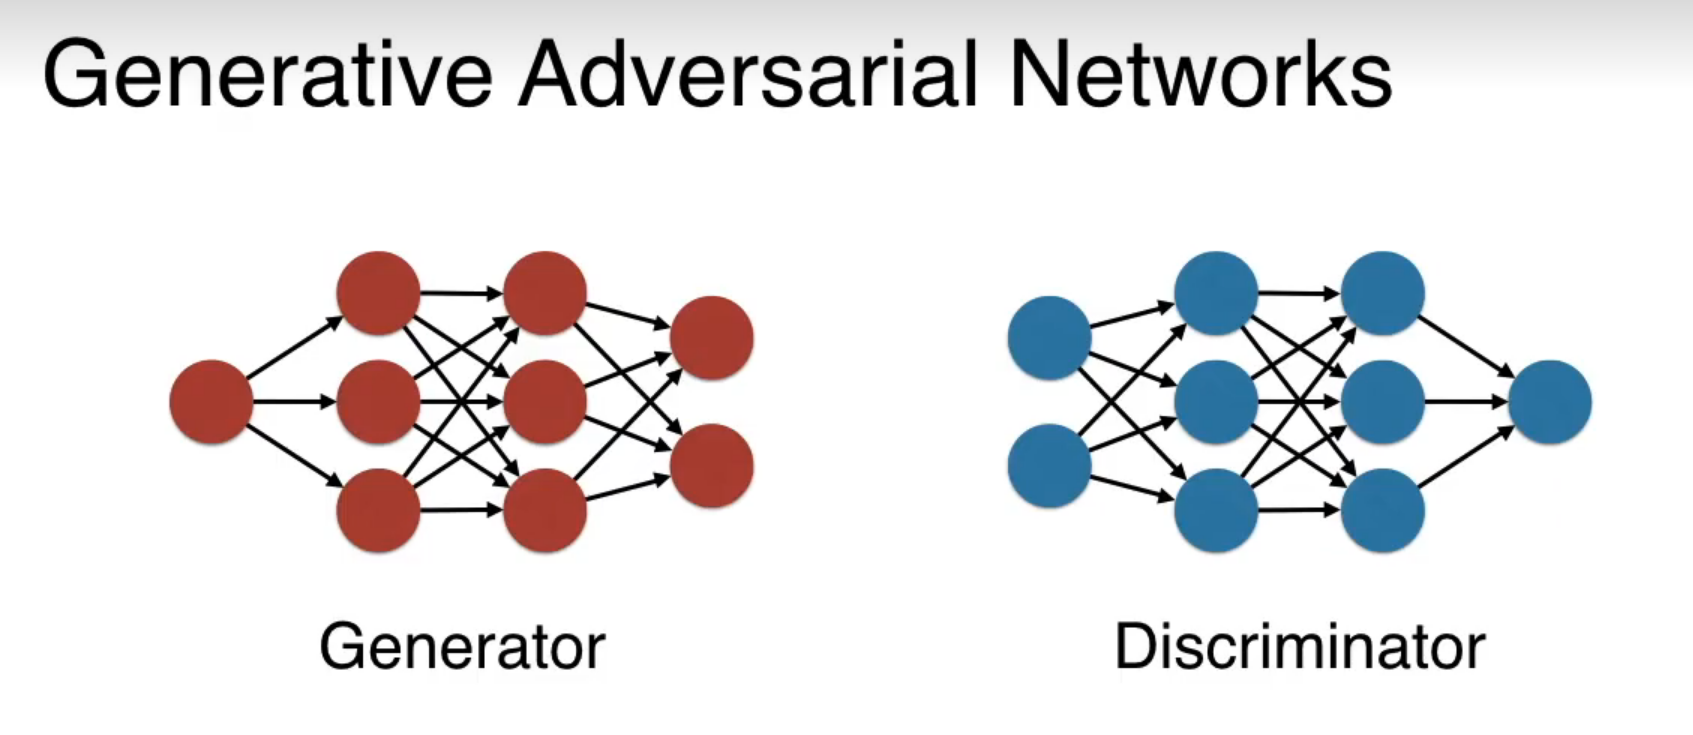 Generative Adversarial Networks
Generator
Discriminator